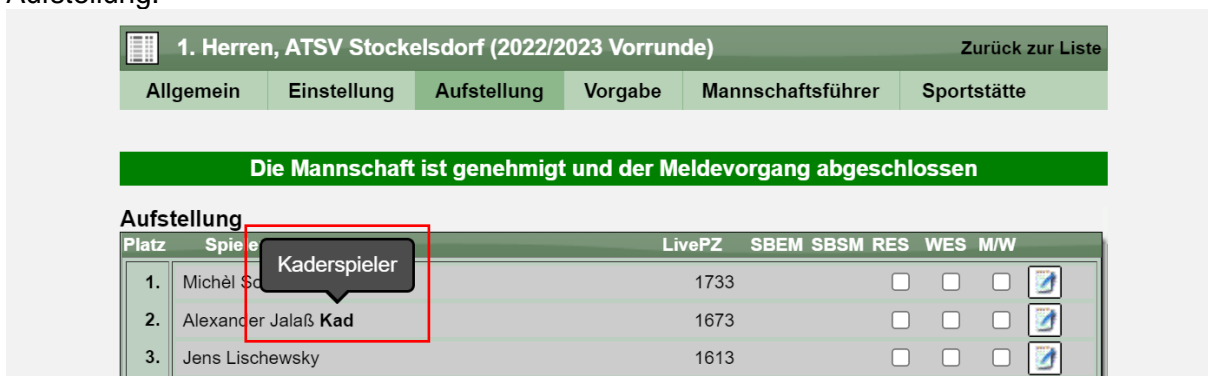 1. Herren, ATSV Stockelsdorf (2022/2023 Vorrunde) Zurück zur Liste
Allgemein Einstellung Aufstellung Vorgabe Mannschaftsführer Sportstätte
Die Mannschaft ist genehmigt und der Meldevorgang abgeschlossen
Aufstellung
Platz LivePZ SBEM SBSM RES WES M/W
Kaderspieler
1. Michèl 1733
2. Alexander Jalaß Kad 1673
3. Jens Lischewsky 1613